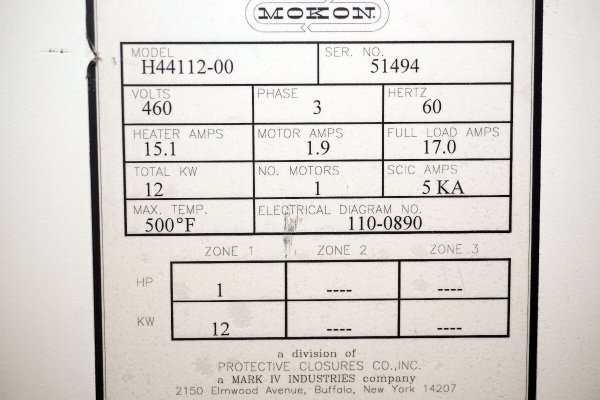 MOKON.
MODEL SER. NO.
H44112-00 51494
VOLTS PHASE HERTZ
460 3 60
HEATER AMPS MOTOR AMPS FULL LOAD AMPS
15.1 1.9 17.0
TOTAL KW NO. MOTORS SCIC AMPS
12 1 5 KA
MAX. TEMP. ELECTRICAL DIAGRAM NO.
500°F 110-0890
ZONE 1 ZONE 2 ZONE 3
HP 1 ---- ----
KW 12 ---- ----
a division of
PROTECTIVE CLOSURES CO., INC.
a MARK IV INDUSTRIES company
2150 Elmwood Avenue, Buffalo, New York 14207